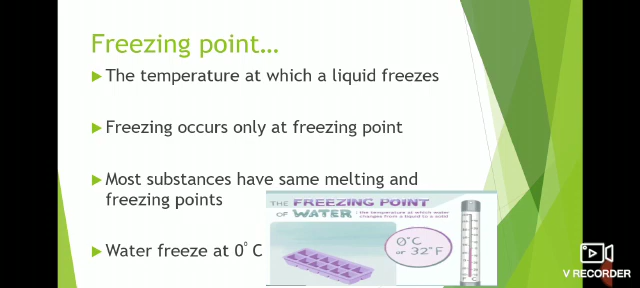 Freezing point...
The temperature at which a liquid freezes
Freezing occurs only at freezing point
Most substances have same melting and
freezing points
THE FREEZING POINT
OF WATER
the temperature at which water
changes from a liquid to a solid
0°C
or 32°F
Water freeze at 0° C
V RECORDER